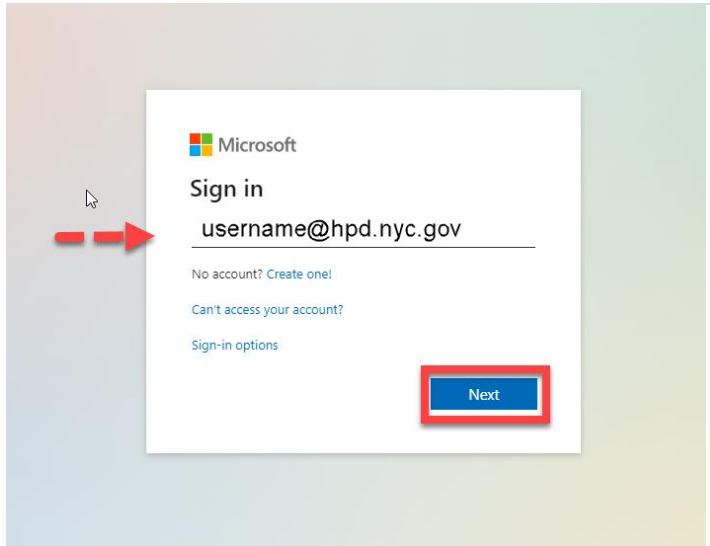 Microsoft
Sign in
username@hpd.nyc.gov
No account? Create one!
Can't access your account?
Sign-in options
Next